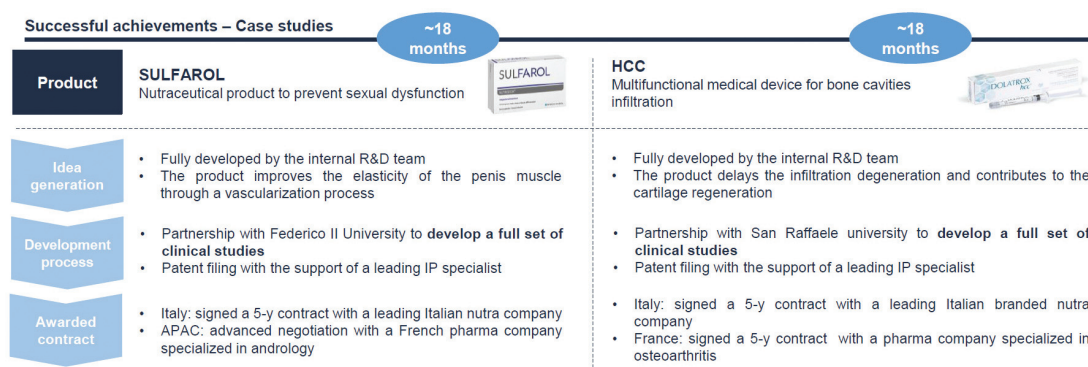 Successful achievements – Case studies
~18
months
~18
months
Product
SULFAROL
Nutraceutical product to prevent sexual dysfunction
SULFAROL
HCC
Multifunctional medical device for bone cavities
infiltration
IDOLATROX
hcc
Idea
generation
• Fully developed by the internal R&D team
• The product improves the elasticity of the penis muscle
through a vascularization process
• Fully developed by the internal R&D team
• The product delays the infiltration degeneration and contributes to the
cartilage regeneration
Development
process
• Partnership with Federico II University to develop a full set of
clinical studies
• Patent filing with the support of a leading IP specialist
• Partnership with San Raffaele university to develop a full set of
clinical studies
• Patent filing with the support of a leading IP specialist
Awarded
contract
• Italy: signed a 5-y contract with a leading Italian nutra company
• APAC: advanced negotiation with a French pharma company
specialized in andrology
• Italy: signed a 5-y contract with a leading Italian branded nutra
company
• France: signed a 5-y contract with a pharma company specialized in
osteoarthritis